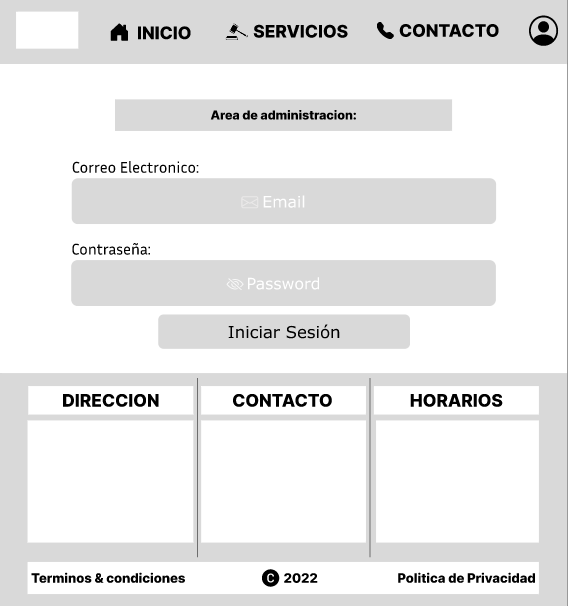 INICIO SERVICIOS CONTACTO
Area de administracion:
Correo Electronico:
Email
Contraseña:
Password
Iniciar Sesión
DIRECCION CONTACTO HORARIOS
Terminos & condiciones © 2022 Politica de Privacidad